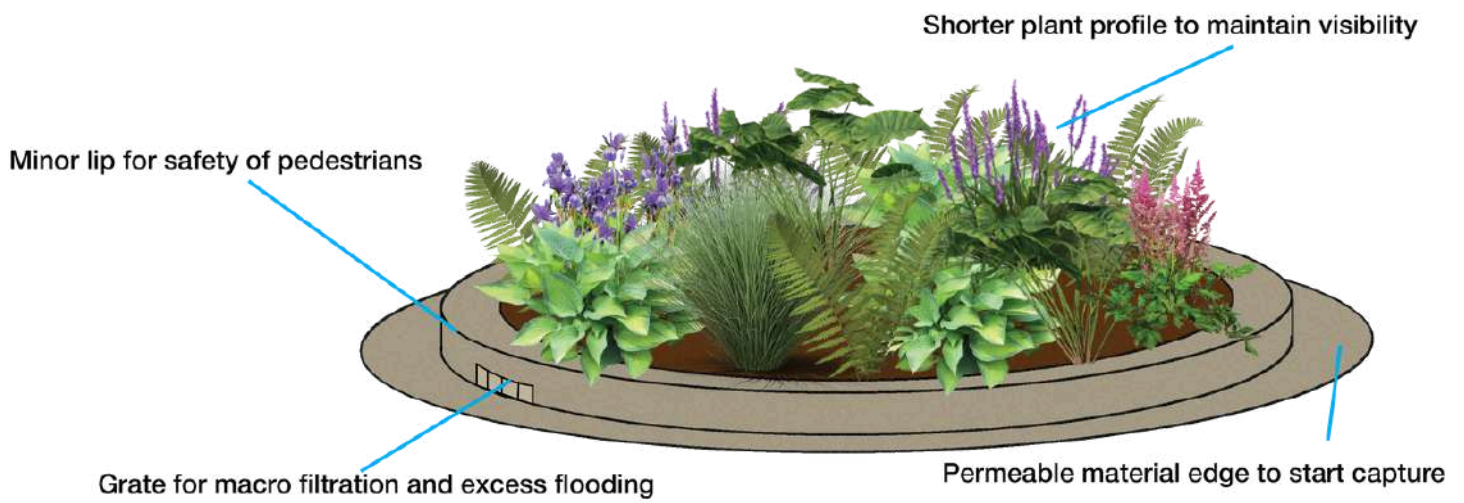 Shorter plant profile to maintain visibility
Minor lip for safety of pedestrians
Grate for macro filtration and excess flooding
Permeable material edge to start capture